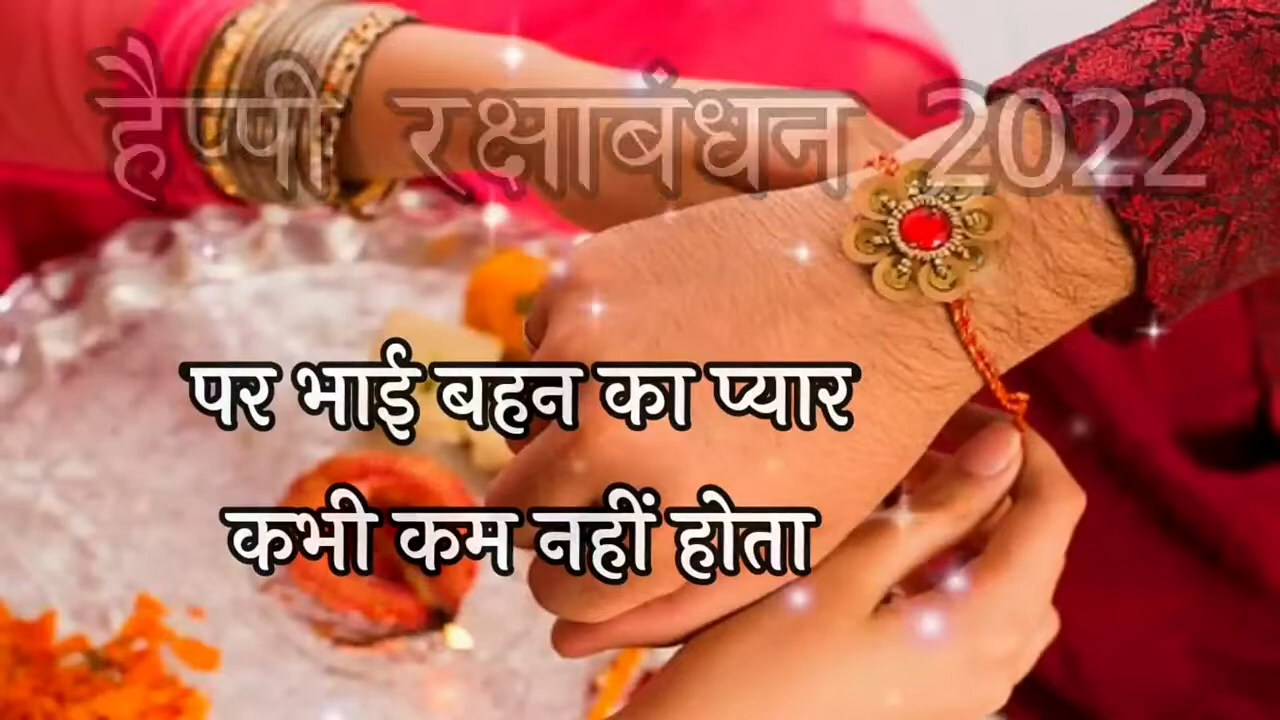 हैप्पी रक्षाबंधन 2022
पर भाई बहन का प्यार
कभी कम नहीं होता